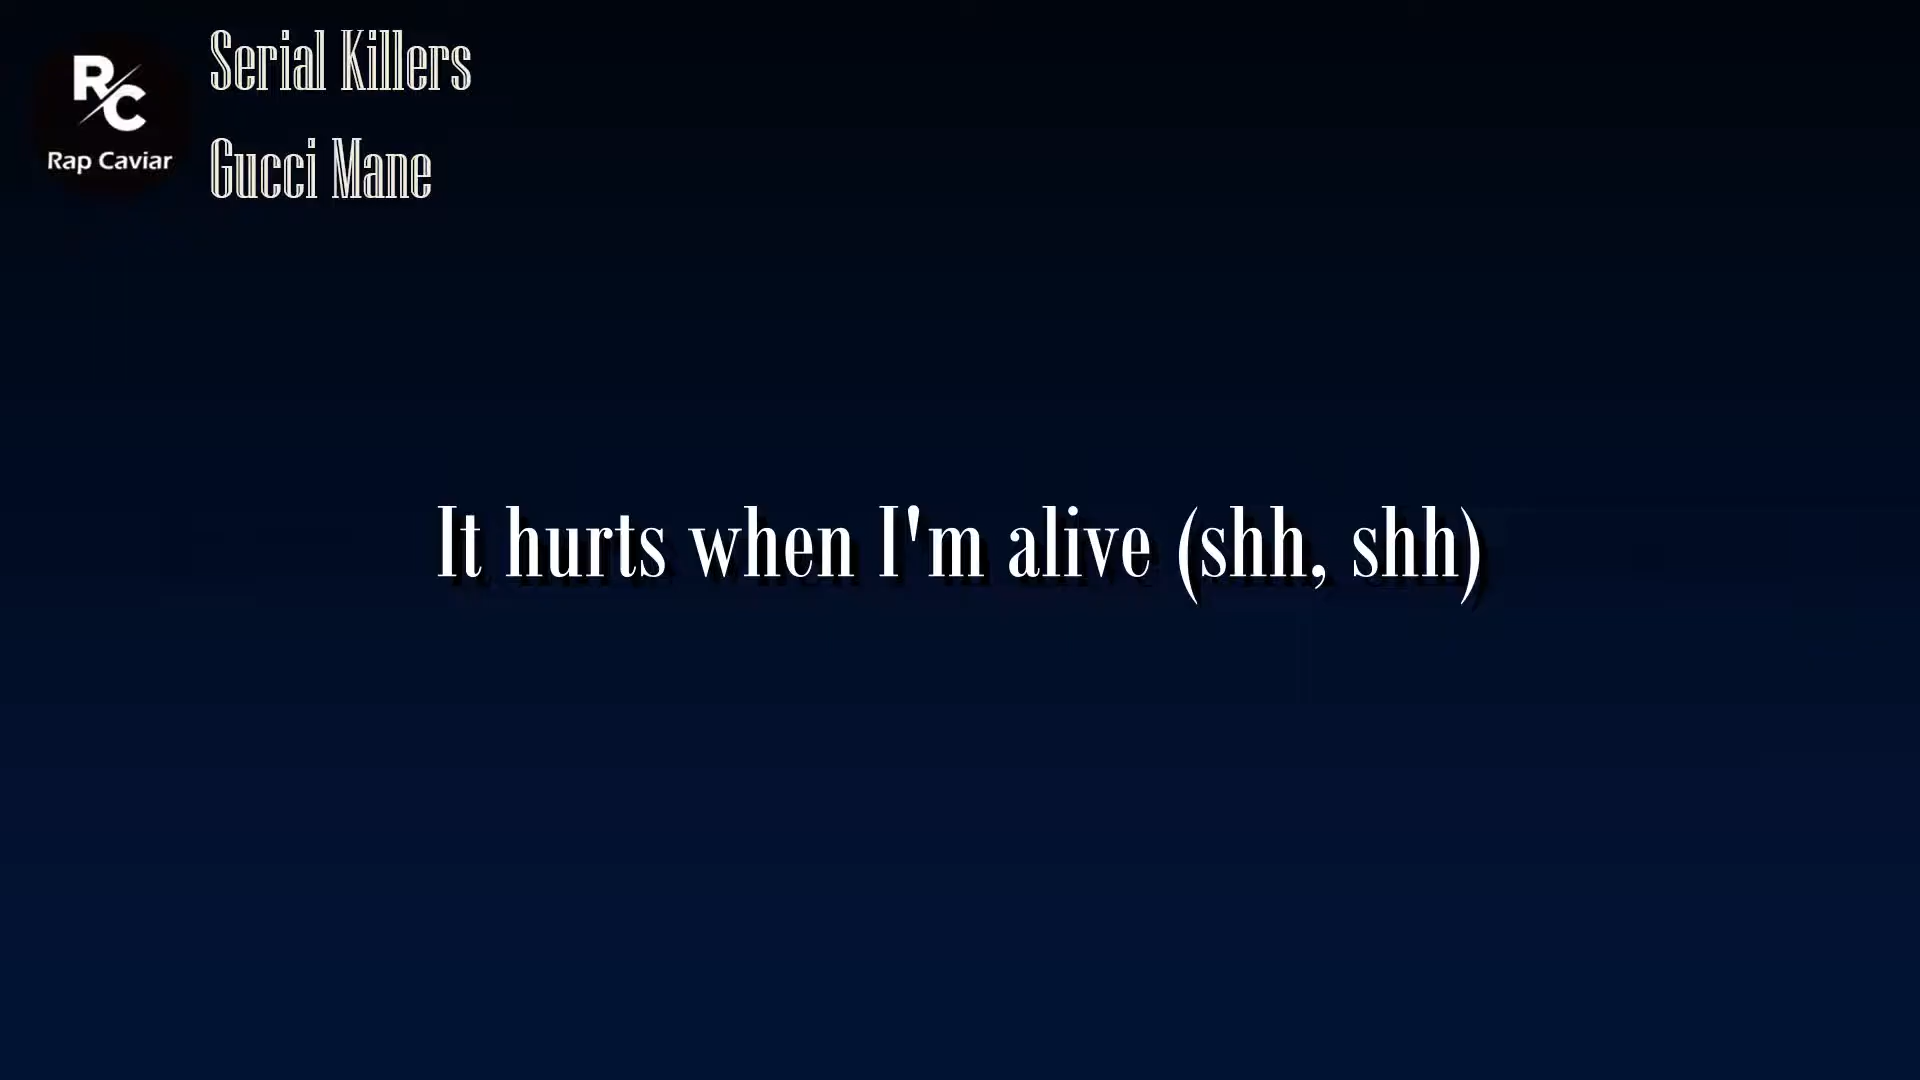 Serial Killers
R/C
Rap Caviar
Gucci Mane
It hurts when I'm alive (shh, shh)